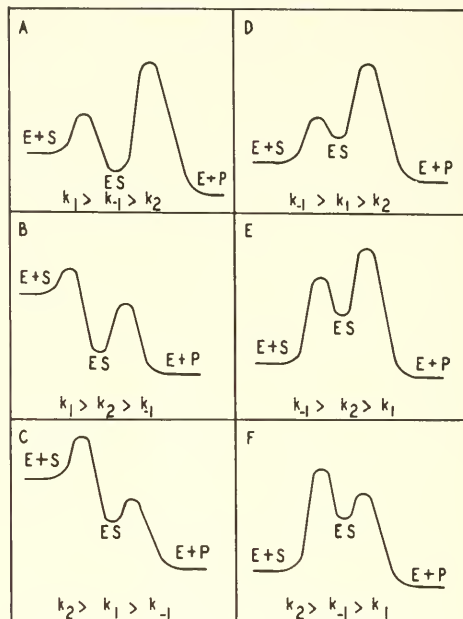 A
E+S
ES
E+P
k₁ > k₋₁ > k₂
B
E+S
ES
E+P
k₁ > k₂ > k₁
C
E+S
ES
E+P
k₂ > k₁ > k₋₁
D
E+S
ES
E+P
k₋₁ > k₁ > k₂
E
E+S
ES
E+P
k₋₁ > k₂ > k₁
F
E+S
ES
E+P
k₂ > k₋₁ > k₁